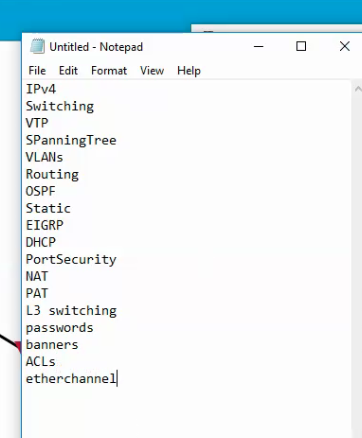 Untitled - Notepad
File Edit Format View Help
IPv4
Switching
VTP
SPanningTree
VLANs
Routing
OSPF
Static
EIGRP
DHCP
PortSecurity
NAT
PAT
L3 switching
passwords
banners
ACLs
etherchannel